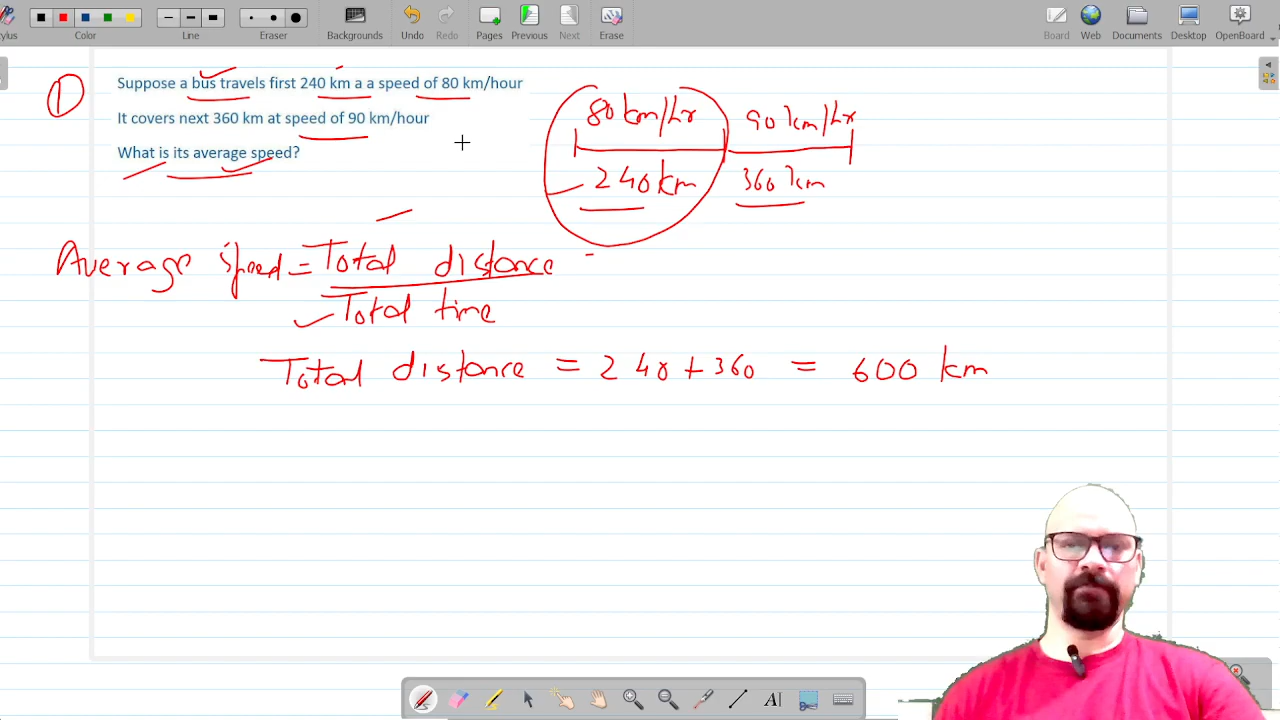 Stylus
Color
Line
Eraser
Backgrounds
Undo
Redo
Pages
Previous
Next
Erase
Board
Web
Documents
Desktop
OpenBoard
1
Suppose a bus travels first 240 km a a speed of 80 km/hour
It covers next 360 km at speed of 90 km/hour
What is its average speed?
80 km/hr
90 km/hr
240 km
360 km
Average speed = Total distance
Total time
Total distance = 240 + 360 = 600 km
A